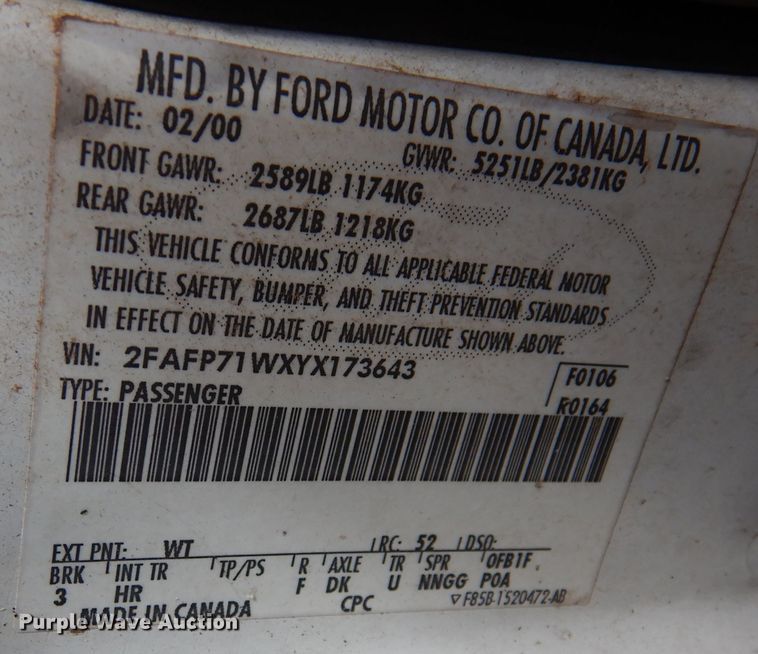 MFD. BY FORD MOTOR CO. OF CANADA, LTD.
DATE: 02/00
GVWR: 5251LB/2381KG
FRONT GAWR: 2589LB 1174KG
REAR GAWR: 2687LB 1218KG
THIS VEHICLE CONFORMS TO ALL APPLICABLE FEDERAL MOTOR
VEHICLE SAFETY, BUMPER, AND THEFT PREVENTION STANDARDS
IN EFFECT ON THE DATE OF MANUFACTURE SHOWN ABOVE.
VIN: 2FAFP71WXYX173643
F0106
TYPE: PASSENGER
R0164
EXT PNT: WT RC: 52 DSO:
BRK INT TR TP/PS R AXLE TR SPR OFB1F
3 HR F DK U NNGG POA
MADE IN CANADA CPC ▽F85B-1520472-AB
Purple Wave Auction